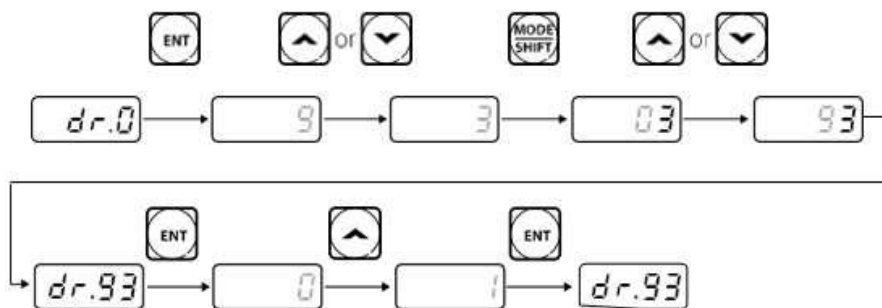 ENT or MODE SHIFT or
dr.0 9 3 03 93
ENT ENT
dr.93 0 1 dr.93